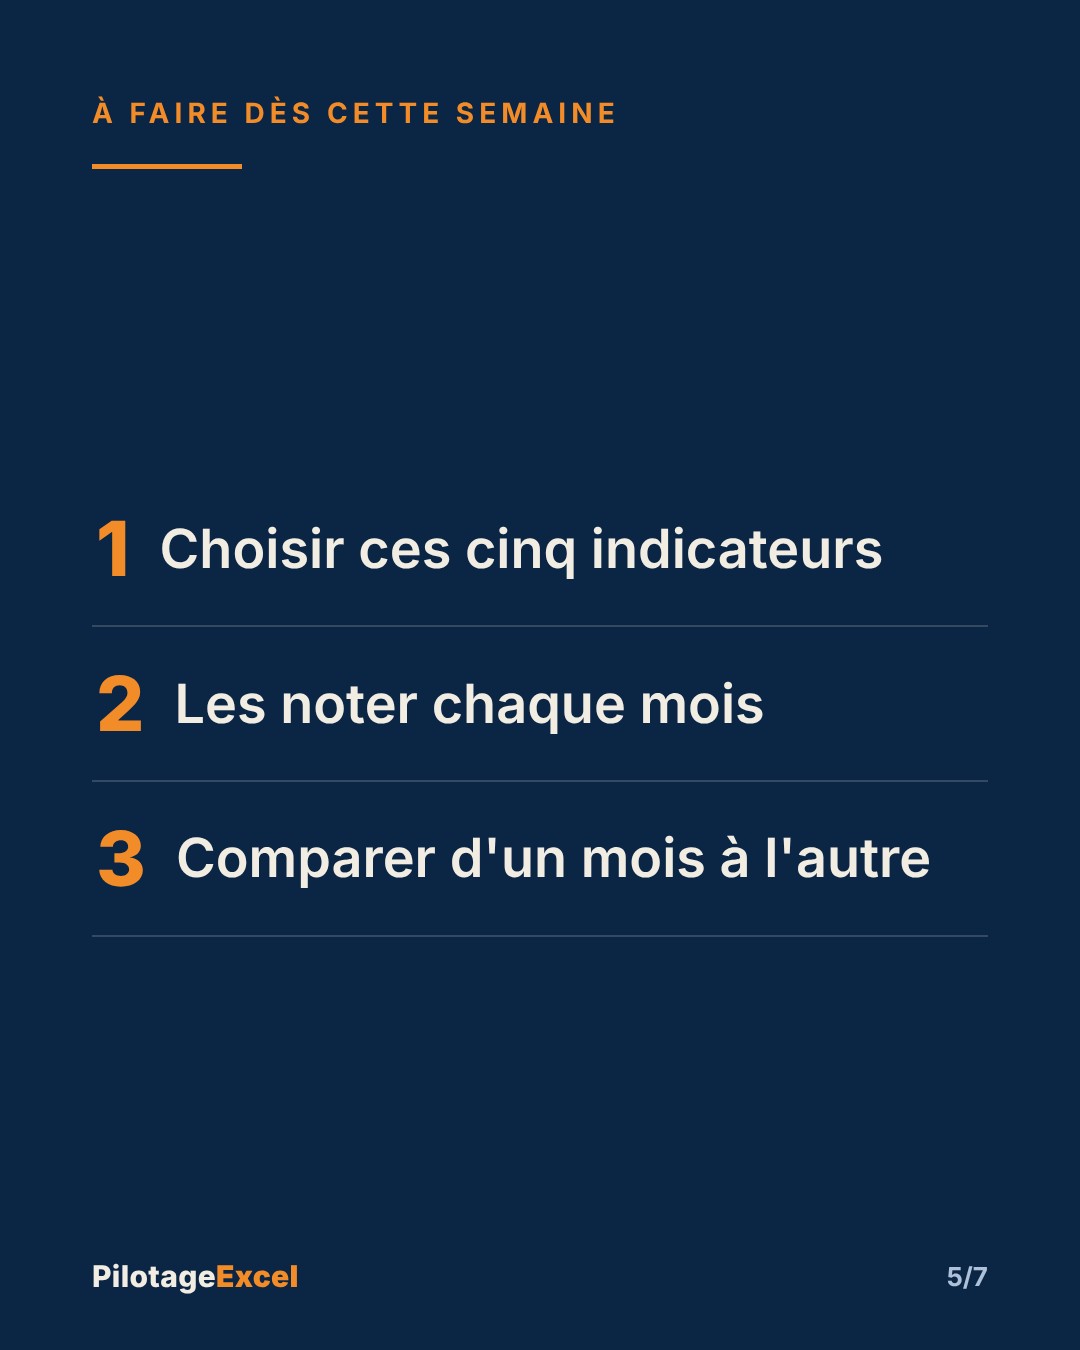 À FAIRE DÈS CETTE SEMAINE
1 Choisir ces cinq indicateurs
2 Les noter chaque mois
3 Comparer d'un mois à l'autre
PilotageExcel
5/7